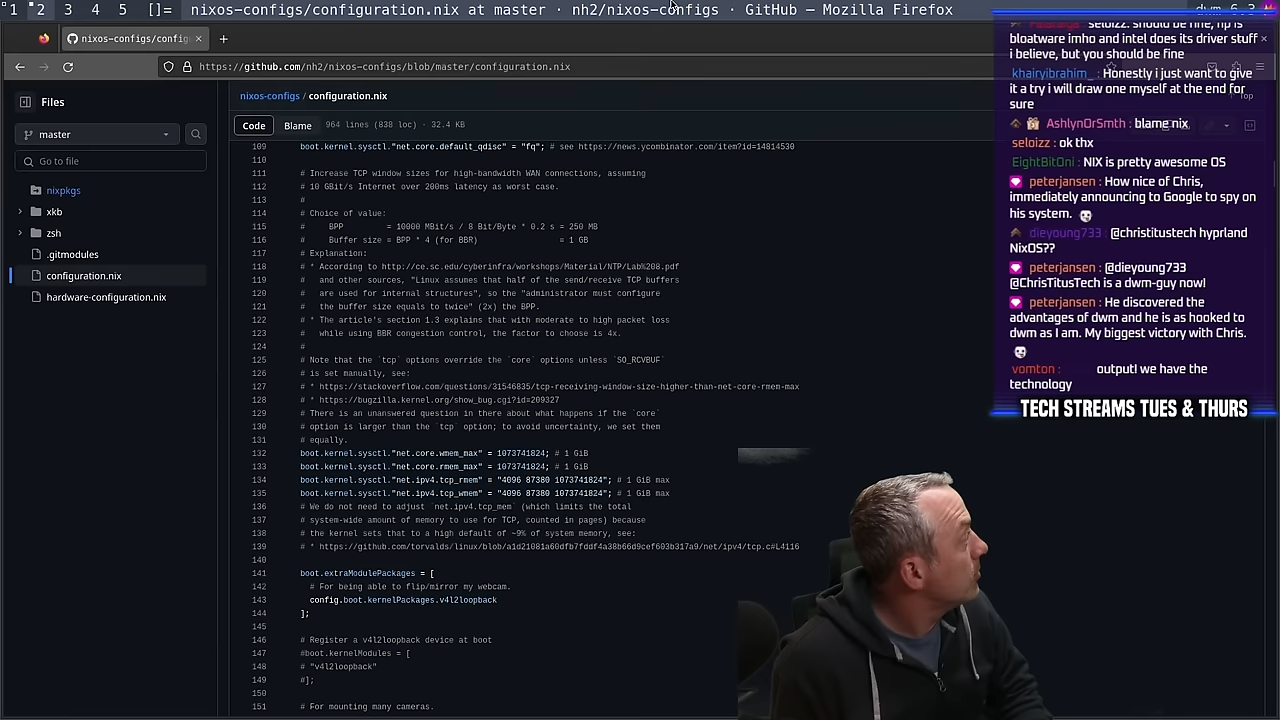 1 2 3 4 5 []= nixos-configs/configuration.nix at master · nh2/nixos-configs · GitHub — Mozilla Firefox
nixos-configs/config
https://github.com/nh2/nixos-configs/blob/master/configuration.nix
Files
master
Go to file
nixpkgs
xkb
zsh
.gitmodules
configuration.nix
hardware-configuration.nix
nixos-configs / configuration.nix
Top
Code Blame 964 lines (838 loc) · 32.4 KB
109 boot.kernel.sysctl."net.core.default_qdisc" = "fq"; # see https://news.ycombinator.com/item?id=14814530
110
111 # Increase TCP window sizes for high-bandwidth WAN connections, assuming
112 # 10 GBit/s Internet over 200ms latency as worst case.
113 #
114 # Choice of value:
115 # BPP = 10000 MBit/s / 8 Bit/Byte * 0.2 s = 250 MB
116 # Buffer size = BPP * 4 (for BBR) = 1 GB
117 # Explanation:
118 # * According to http://ce.sc.edu/cyberinfra/workshops/Material/NTP/Lab%208.pdf
119 # and other sources, "Linux assumes that half of the send/receive TCP buffers
120 # are used for internal structures", so the "administrator must configure
121 # the buffer size equals to twice" (2x) the BPP.
122 # * The article's section 1.3 explains that with moderate to high packet loss
123 # while using BBR congestion control, the factor to choose is 4x.
124 #
125 # Note that the `tcp` options override the `core` options unless `SO_RCVBUF`
126 # is set manually, see:
127 # * https://stackoverflow.com/questions/31546835/tcp-receiving-window-size-higher-than-net-core-rmem-max
128 # * https://bugzilla.kernel.org/show_bug.cgi?id=209327
129 # There is an unanswered question in there about what happens if the `core`
130 # option is larger than the `tcp` option; to avoid uncertainty, we set them
131 # equally.
132 boot.kernel.sysctl."net.core.wmem_max" = 1073741824; # 1 GiB
133 boot.kernel.sysctl."net.core.rmem_max" = 1073741824; # 1 GiB
134 boot.kernel.sysctl."net.ipv4.tcp_rmem" = "4096 87380 1073741824"; # 1 GiB max
135 boot.kernel.sysctl."net.ipv4.tcp_wmem" = "4096 87380 1073741824"; # 1 GiB max
136 # We do not need to adjust `net.ipv4.tcp_mem` (which limits the total
137 # system-wide amount of memory to use for TCP, counted in pages) because
138 # the kernel sets that to a high default of ~9% of system memory, see:
139 # * https://github.com/torvalds/linux/blob/a1d21081a60dfb7fddf4a38b66d9cef603b317a9/net/ipv4/tcp.c#L4116
140
141 boot.extraModulePackages = [
142 # For being able to flip/mirror my webcam.
143 config.boot.kernelPackages.v4l2loopback
144 ];
145
146 # Register a v4l2loopback device at boot
147 #boot.kernelModules = [
148 # "v4l2loopback"
149 #];
150
151 # For mounting many cameras.
seloizz: should be fine, hp is
bloatware imho and intel does its driver stuff
i believe, but you should be fine
khairyibrahim_ : Honestly i just want to give
it a try i will draw one myself at the end for
sure
AshlynOrSmth : blame nix
seloizz : ok thx
EightBitOni : NIX is pretty awesome OS
peterjansen : How nice of Chris,
immediately announcing to Google to spy on
his system.
dieyoung733 : @christitustech hyprland
NixOS??
peterjansen : @dieyoung733
@ChrisTitusTech is a dwm-guy now!
peterjansen : He discovered the
advantages of dwm and he is as hooked to
dwm as I am. My biggest victory with Chris.
vomton : output! we have the
technology
TECH STREAMS TUES & THURS